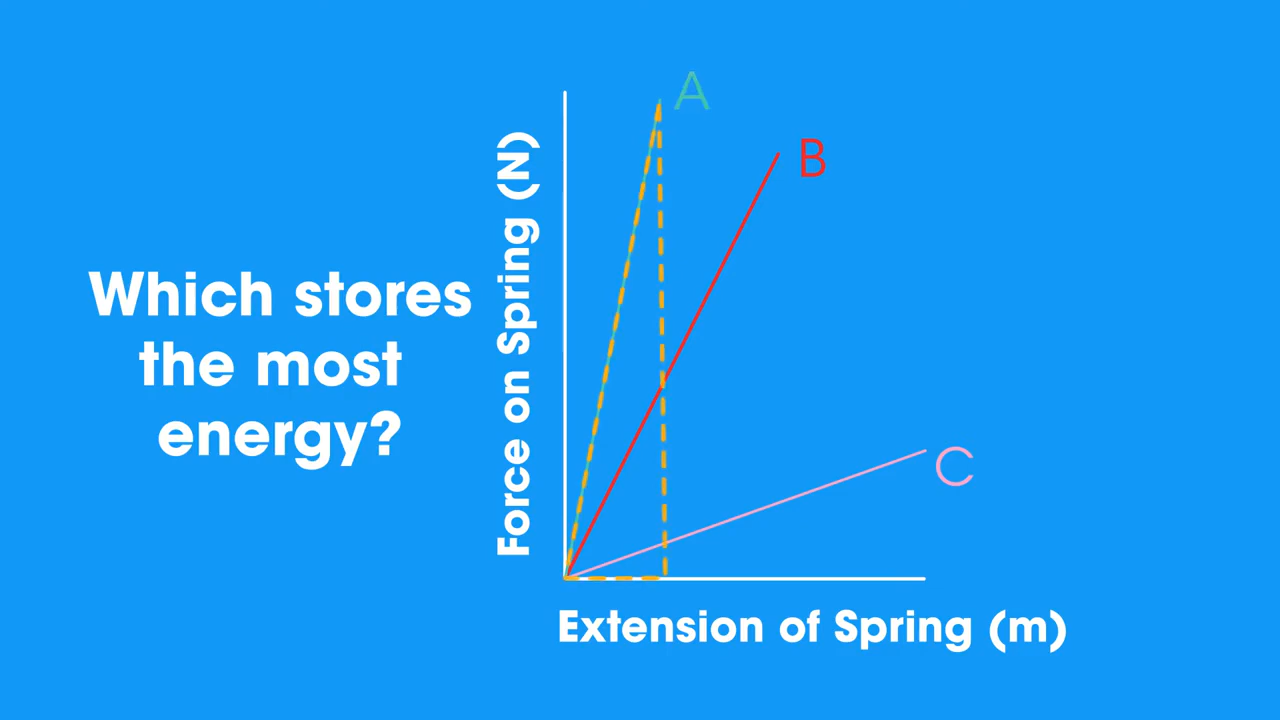 Which stores
the most
energy?
Force on Spring (N)
A
B
C
Extension of Spring (m)